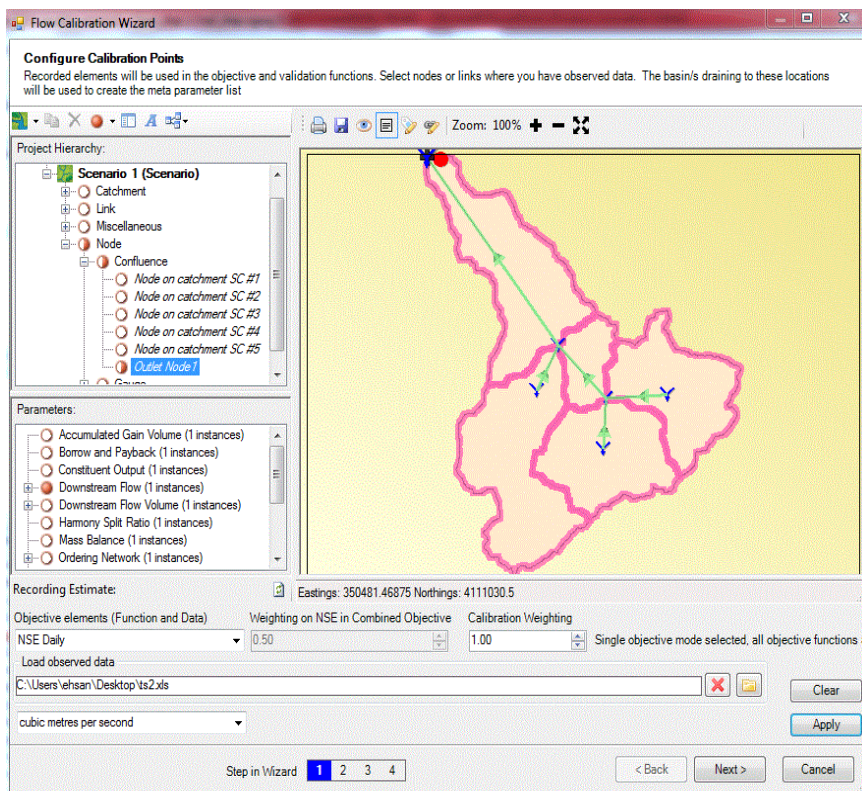 Flow Calibration Wizard
Configure Calibration Points
Recorded elements will be used in the objective and validation functions. Select nodes or links where you have observed data. The basin/s draining to these locations
will be used to create the meta parameter list
A
Zoom: 100%
Project Hierarchy:
Scenario 1 (Scenario)
Catchment
Link
Miscellaneous
Node
Confluence
Node on catchment SC #1
Node on catchment SC #2
Node on catchment SC #3
Node on catchment SC #4
Node on catchment SC #5
Outlet Node1
Gauge
Parameters:
Accumulated Gain Volume (1 instances)
Borrow and Payback (1 instances)
Constituent Output (1 instances)
Downstream Flow (1 instances)
Downstream Flow Volume (1 instances)
Harmony Split Ratio (1 instances)
Mass Balance (1 instances)
Ordering Network (1 instances)
Recording Estimate:
Eastings: 350481.46875 Northings: 4111030.5
Objective elements (Function and Data)
Weighting on NSE in Combined Objective
Calibration Weighting
NSE Daily
0.50
1.00
Single objective mode selected, all objective functions
Load observed data
C:\Users\ehsan\Desktop\ts2.xls
Clear
cubic metres per second
Apply
Step in Wizard 1 2 3 4
< Back
Next >
Cancel